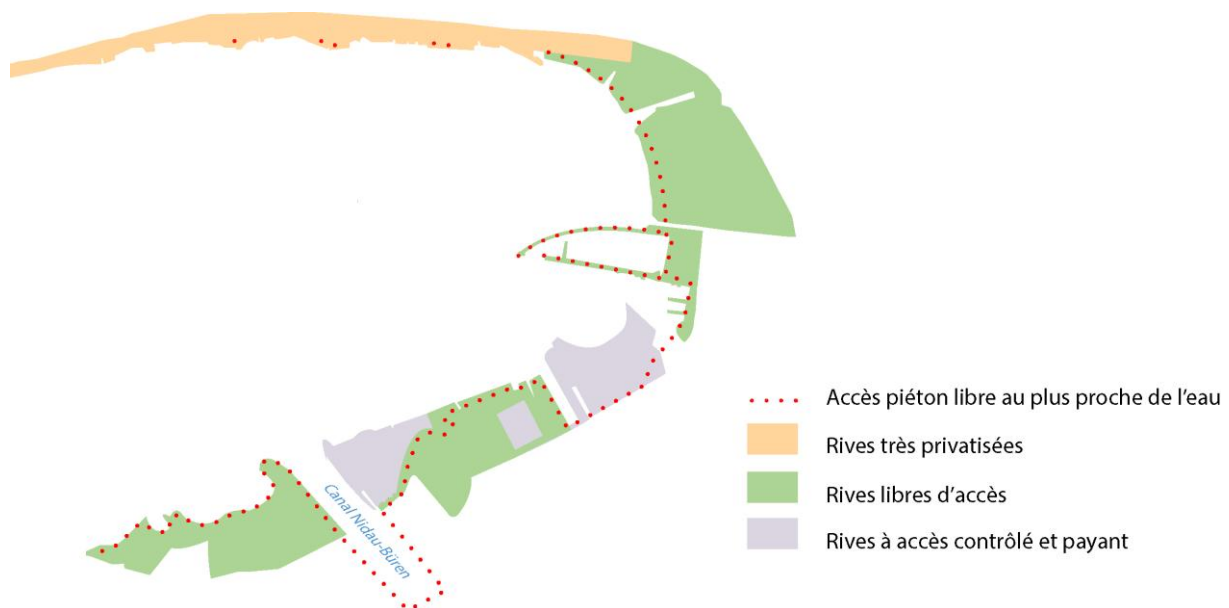 Accès piéton libre au plus proche de l'eau
Rives très privatisées
Rives libres d'accès
Rives à accès contrôlé et payant
Canal Nidau-Büren